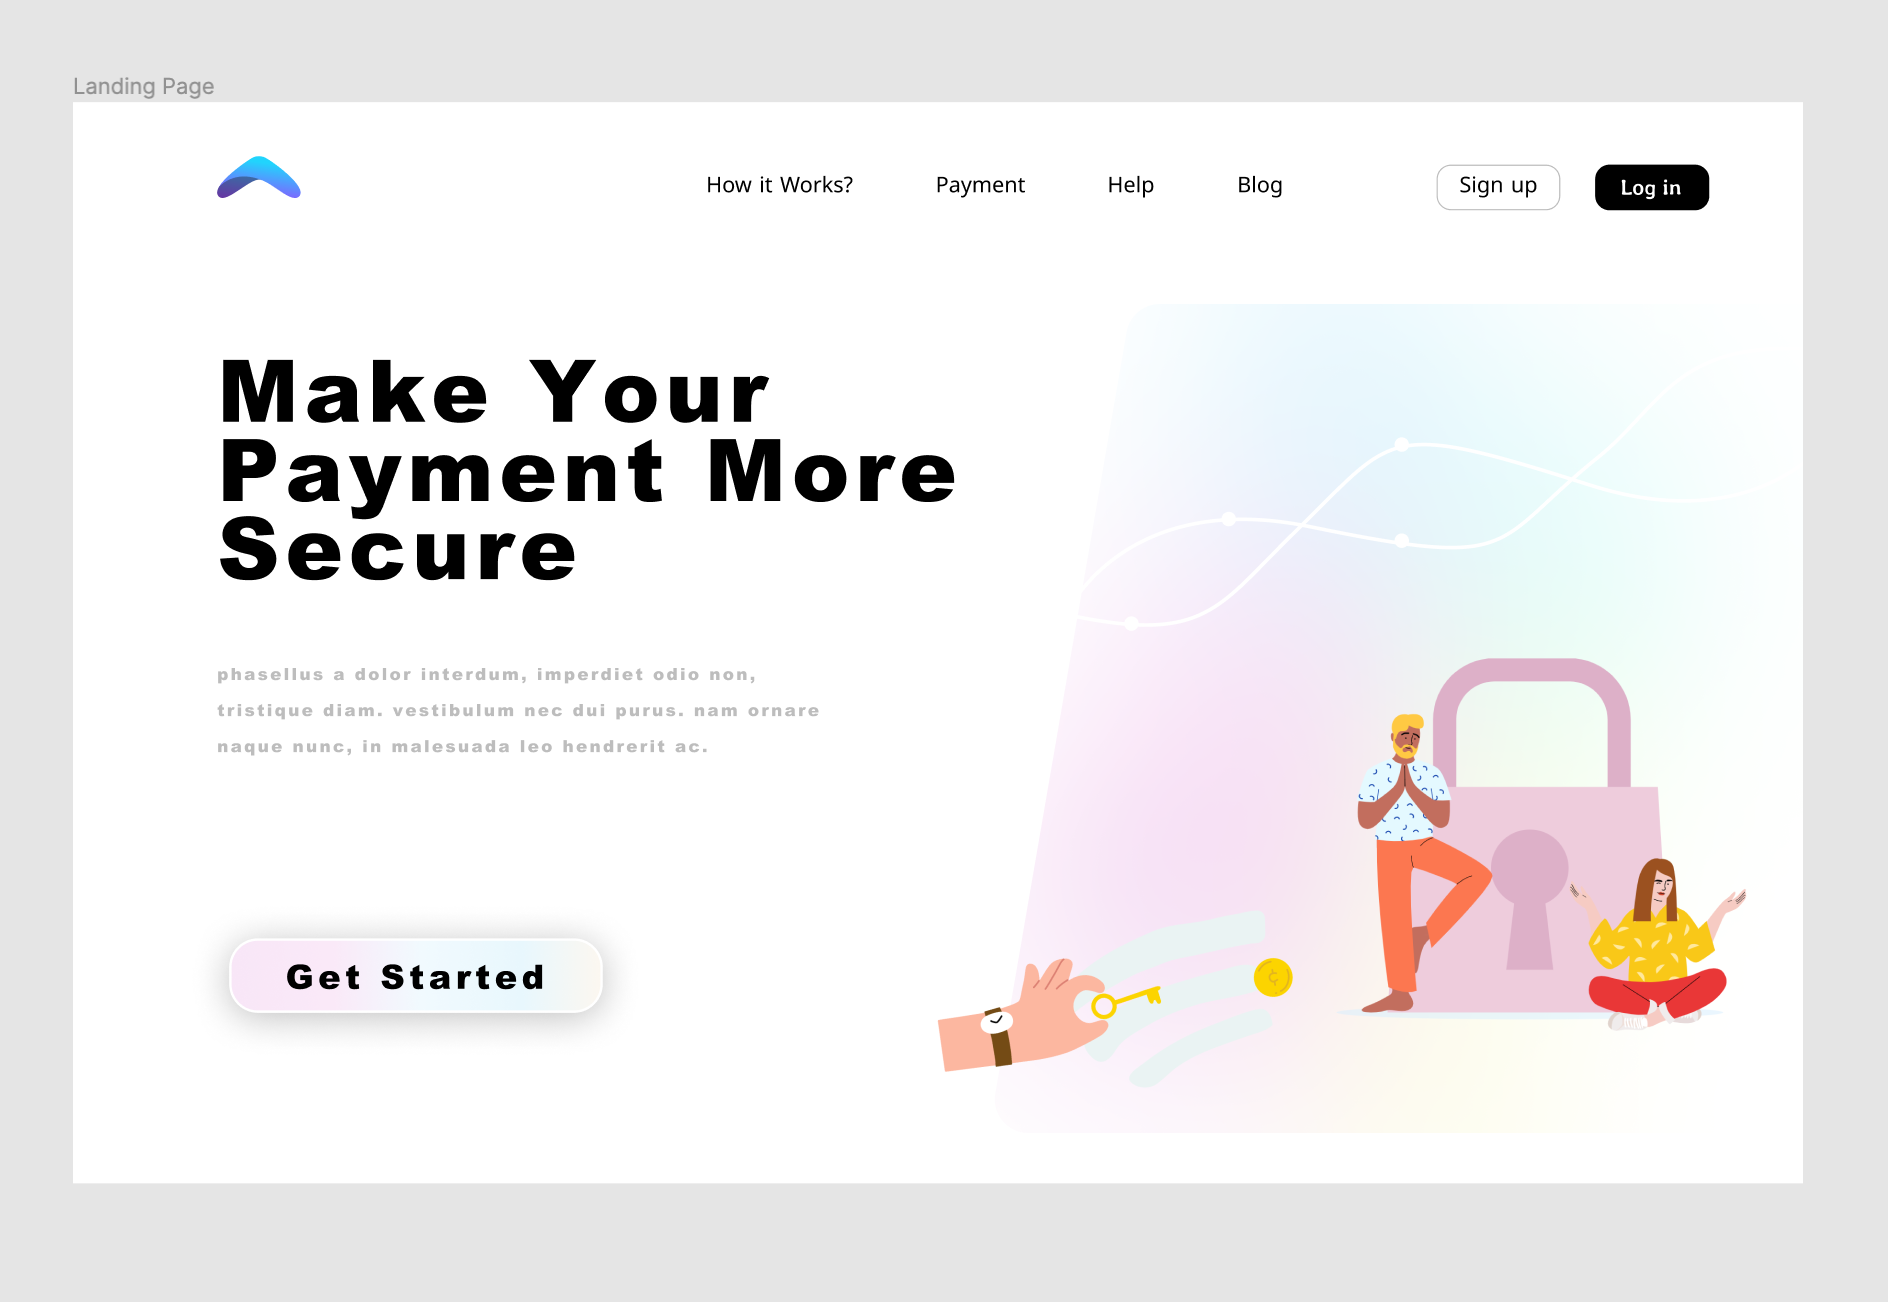 Landing Page
How it Works? Payment Help Blog Sign up Log in
Make Your
Payment More
Secure
phasellus a dolor interdum, imperdiet odio non,
tristique diam. vestibulum nec dui purus. nam ornare
naque nunc, in malesuada leo hendrerit ac.
Get Started
¢